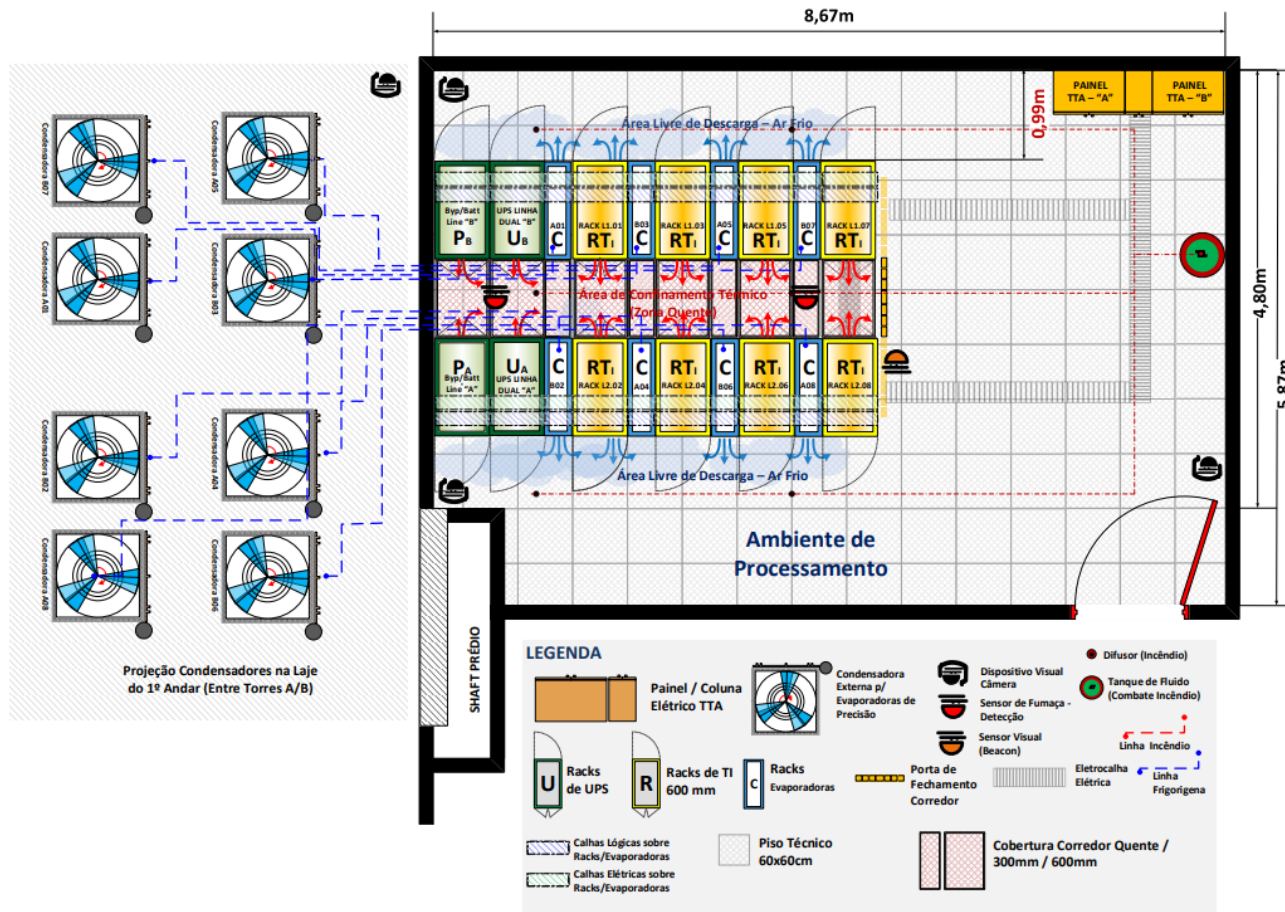 8,67m
PAINEL
TTA – “A”
PAINEL
TTA – “B”
0,99m
4,80m
5,87m
Condensadora B07
Condensadora A05
Condensadora A01
Condensadora B03
Condensadora B02
Condensadora A04
Condensadora A08
Condensadora B06
Projeção Condensadores na Laje
do 1º Andar (Entre Torres A/B)
Área Livre de Descarga – Ar Frio
Byp/Batt
Line “B”
PB
UPS LINHA
DUAL “B”
UB
A01
C
RACK L1.01
RTI
B03
C
RACK L1.03
RTI
A05
C
RACK L1.05
RTI
B07
C
RACK L1.07
RTI
Área de Confinamento Térmico
(Zona Quente)
PA
Byp/Batt
Line “A”
UA
UPS LINHA
DUAL “A”
C
B02
RTI
RACK L2.02
C
A04
RTI
RACK L2.04
C
B06
RTI
RACK L2.06
C
A08
RTI
RACK L2.08
Área Livre de Descarga – Ar Frio
Ambiente de
Processamento
SHAFT PRÉDIO
LEGENDA
Painel / Coluna
Elétrico TTA
Condensadora
Externa p/
Evaporadoras de
Precisão
Dispositivo Visual
Câmera
Sensor de Fumaça -
Detecção
Sensor Visual
(Beacon)
Difusor (Incêndio)
Tanque de Fluido
(Combate Incêndio)
Linha Incêndio
U
Racks
de UPS
R
Racks de TI
600 mm
C
Racks
Evaporadoras
Porta de
Fechamento
Corredor
Eletrocalha
Elétrica
Linha
Frigorigena
Calhas Lógicas sobre
Racks/Evaporadoras
Calhas Elétricas sobre
Racks/Evaporadoras
Piso Técnico
60x60cm
Cobertura Corredor Quente /
300mm / 600mm